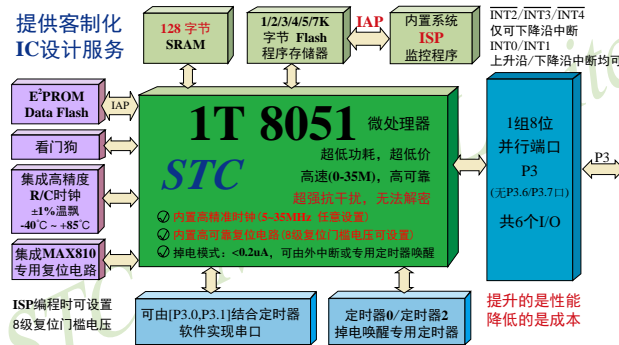 提供客制化
IC设计服务
128 字节
SRAM
1/2/3/4/5/7K
字节 Flash
程序存储器
IAP
内置系统
ISP
监控程序
INT2/INT3/INT4
仅可下降沿中断
INT0/INT1
上升沿/下降沿中断均可
E²PROM
Data Flash
IAP
看门狗
集成高精度
R/C时钟
±1%温飘
-40℃ ~ +85℃
集成MAX810
专用复位电路
1T 8051 微处理器
STC
超低功耗，超低价
高速(0-35M)，高可靠
超强抗干扰，无法解密
内置高精准时钟(5~35MHz 任意设置)
内置高可靠复位电路(8级复位门槛电压可设置)
掉电模式：<0.2uA，可由外中断或专用定时器唤醒
1组8位
并行端口
P3
(无P3.6/P3.7口)
共6个I/O
P3
ISP编程时可设置
8级复位门槛电压
可由[P3.0,P3.1]结合定时器
软件实现串口
定时器0/定时器2
掉电唤醒专用定时器
提升的是性能
降低的是成本